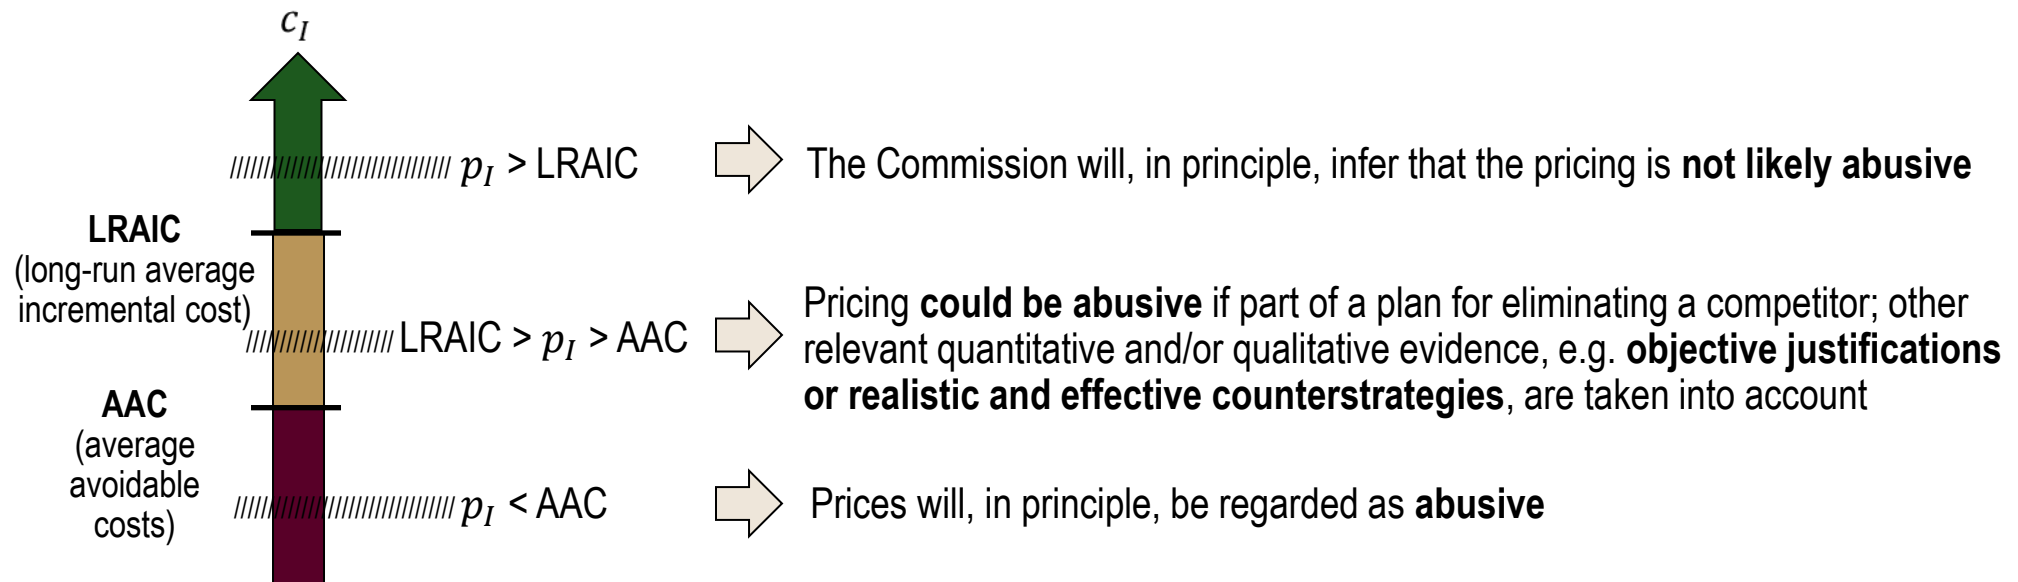 c_I
p_I > LRAIC
The Commission will, in principle, infer that the pricing is not likely abusive
LRAIC
(long-run average
incremental cost)
LRAIC > p_I > AAC
Pricing could be abusive if part of a plan for eliminating a competitor; other
relevant quantitative and/or qualitative evidence, e.g. objective justifications
or realistic and effective counterstrategies, are taken into account
AAC
(average
avoidable
costs)
p_I < AAC
Prices will, in principle, be regarded as abusive